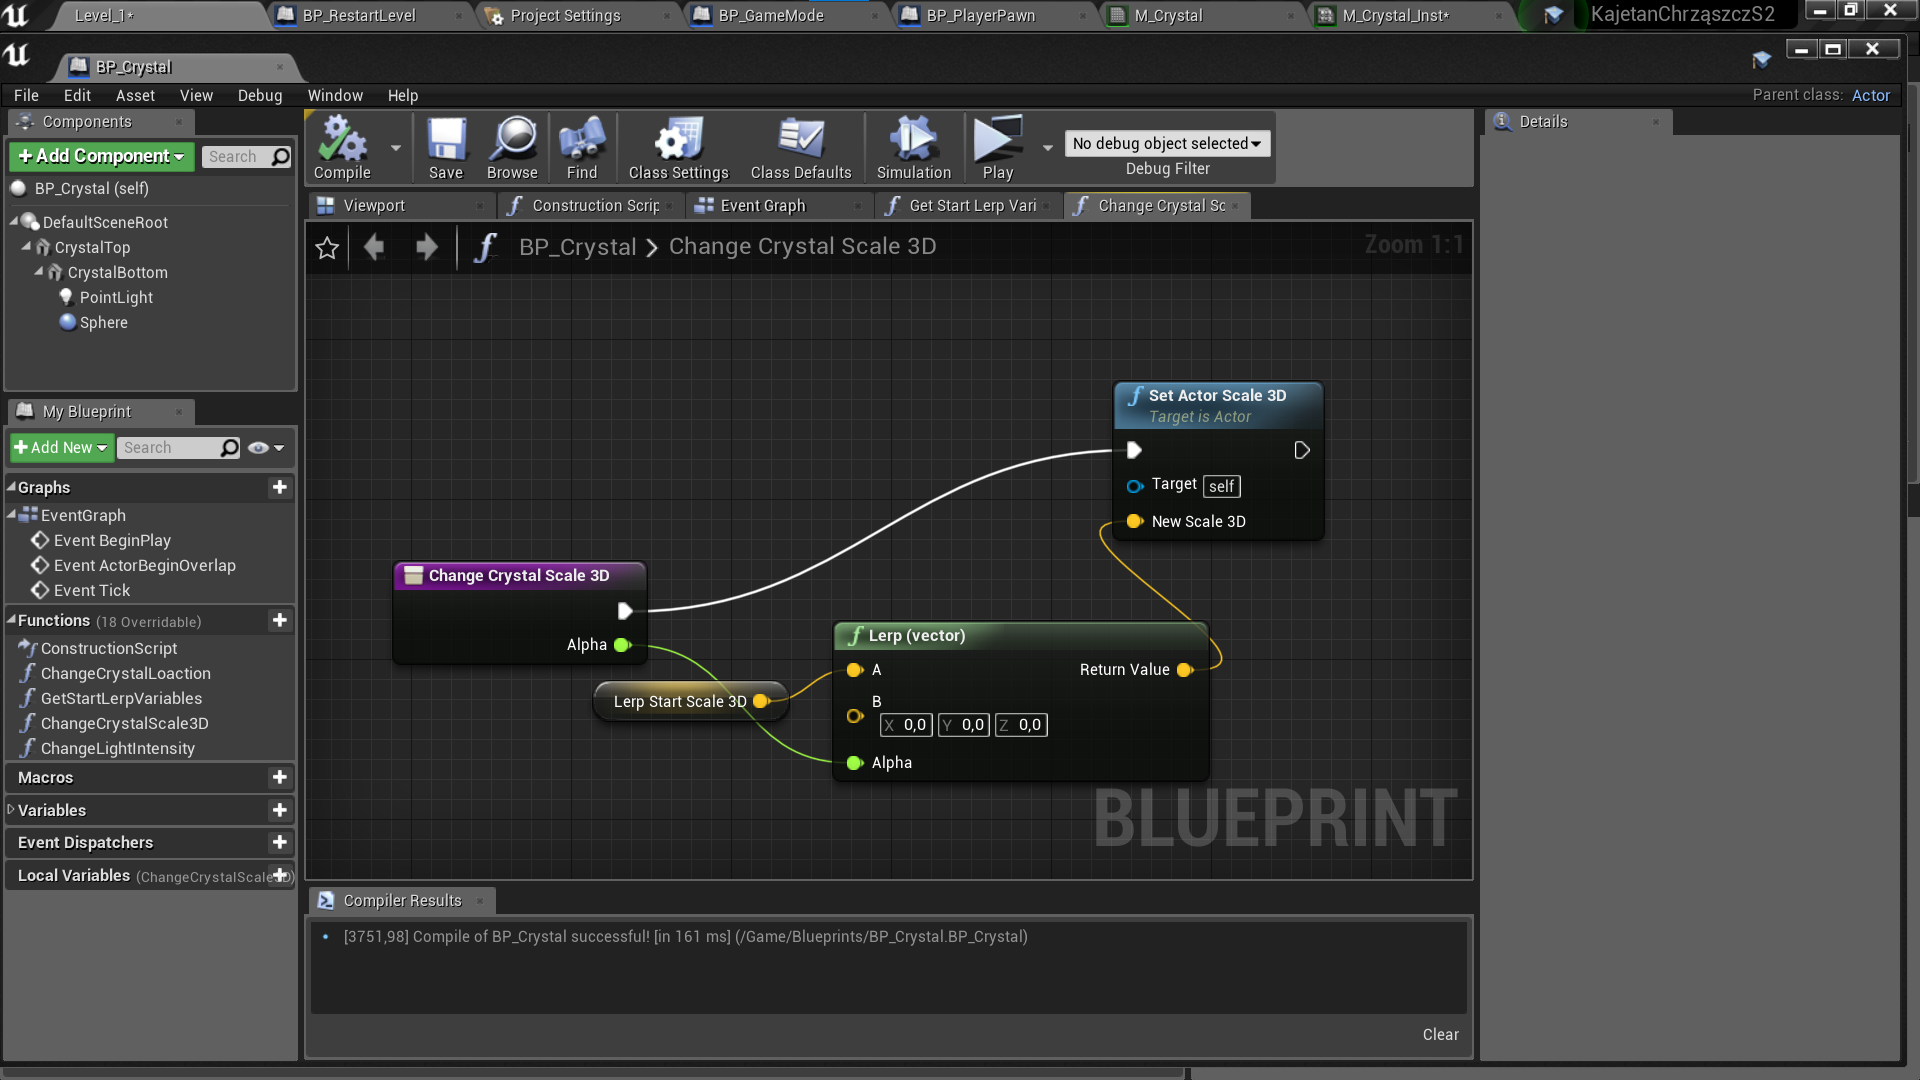 Level_1*
BP_RestartLevel
Project Settings
BP_GameMode
BP_PlayerPawn
M_Crystal
M_Crystal_Inst*
KajetanChrząszczS2
BP_Crystal
File Edit Asset View Debug Window Help
Parent class: Actor
Components
Add Component
Search
BP_Crystal (self)
DefaultSceneRoot
CrystalTop
CrystalBottom
PointLight
Sphere
My Blueprint
Add New
Search
Graphs
EventGraph
Event BeginPlay
Event ActorBeginOverlap
Event Tick
Functions (18 Overridable)
ConstructionScript
ChangeCrystalLoaction
GetStartLerpVariables
ChangeCrystalScale3D
ChangeLightIntensity
Macros
Variables
Event Dispatchers
Local Variables (ChangeCrystalScale3D)
Compile
Save
Browse
Find
Class Settings
Class Defaults
Simulation
Play
No debug object selected
Debug Filter
Viewport
Construction Scrip
Event Graph
Get Start Lerp Vari
Change Crystal Sc
BP_Crystal > Change Crystal Scale 3D
Zoom 1:1
Set Actor Scale 3D
Target is Actor
Target self
New Scale 3D
Change Crystal Scale 3D
Alpha
Lerp Start Scale 3D
Lerp (vector)
A
Return Value
B
X 0,0 Y 0,0 Z 0,0
Alpha
BLUEPRINT
Compiler Results
[3751,98] Compile of BP_Crystal successful! [in 161 ms] (/Game/Blueprints/BP_Crystal.BP_Crystal)
Clear
Details